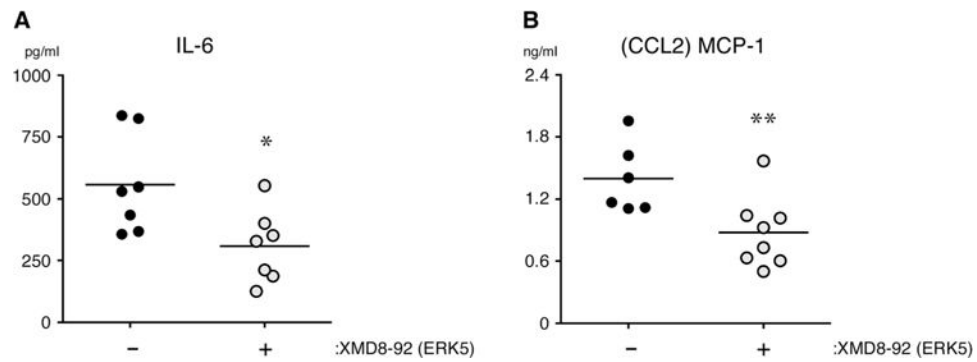 A
IL-6
pg/ml
1000
750
500
250
0
*
− + :XMD8-92 (ERK5)
B
(CCL2) MCP-1
ng/ml
2.4
1.8
1.2
0.6
0
**
− + :XMD8-92 (ERK5)